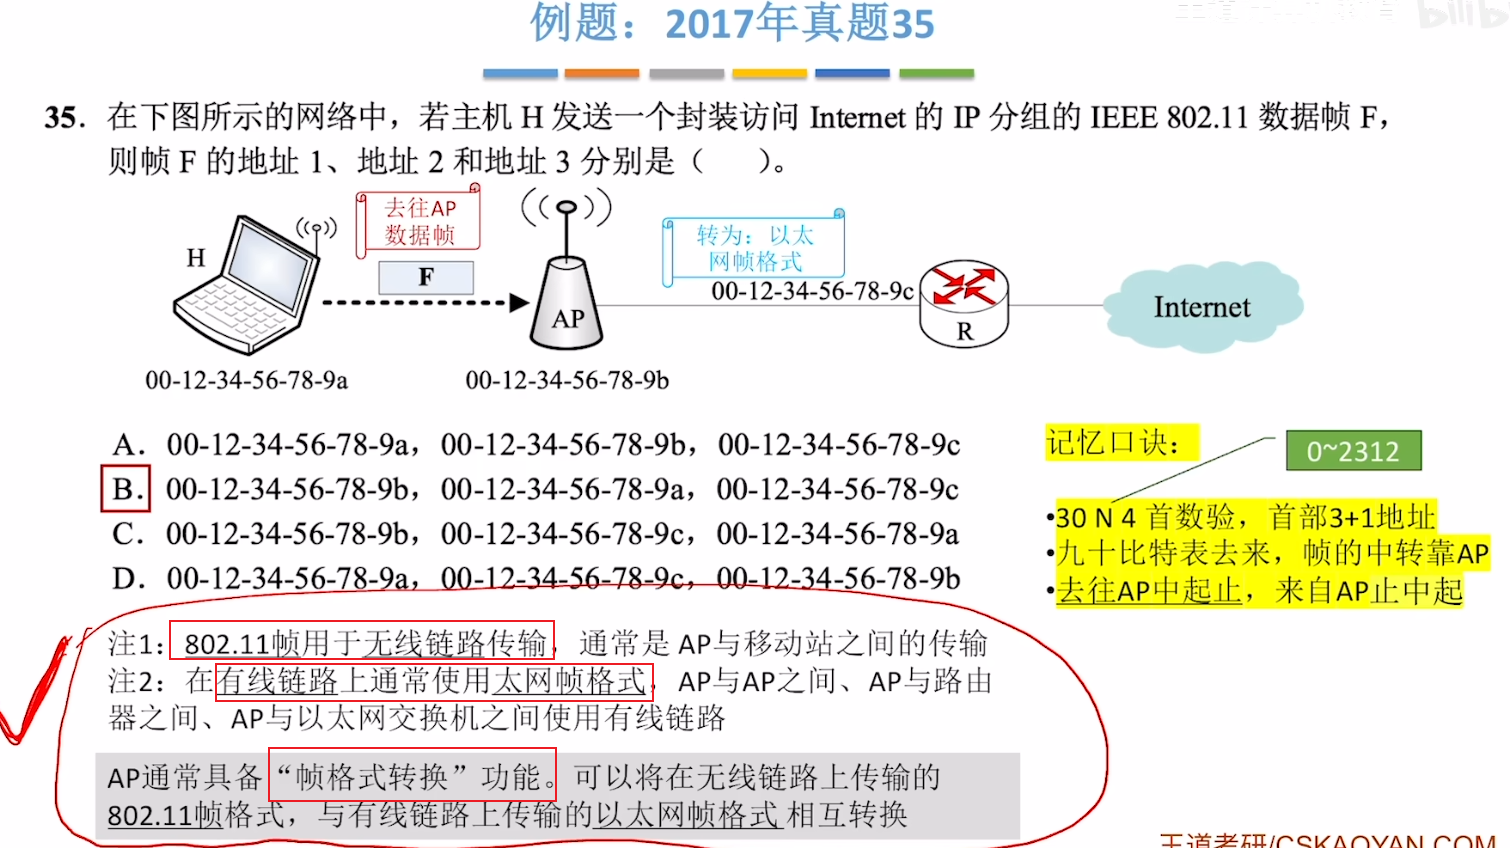 例题：2017年真题35
bilibili
35. 在下图所示的网络中，若主机 H 发送一个封装访问 Internet 的 IP 分组的 IEEE 802.11 数据帧 F，
则帧 F 的地址 1、地址 2 和地址 3 分别是（　　）。
去往AP
数据帧
H
F
AP
转为：以太
网帧格式
00-12-34-56-78-9c
R
Internet
00-12-34-56-78-9a
00-12-34-56-78-9b
A. 00-12-34-56-78-9a，00-12-34-56-78-9b，00-12-34-56-78-9c
B. 00-12-34-56-78-9b，00-12-34-56-78-9a，00-12-34-56-78-9c
C. 00-12-34-56-78-9b，00-12-34-56-78-9c，00-12-34-56-78-9a
D. 00-12-34-56-78-9a，00-12-34-56-78-9c，00-12-34-56-78-9b
记忆口诀：
0~2312
•30 N 4 首数验，首部3+1地址
•九十比特表去来，帧的中转靠AP
•去往AP中起止，来自AP止中起
注1：802.11帧用于无线链路传输，通常是 AP与移动站之间的传输
注2：在有线链路上通常使用太网帧格式，AP与AP之间、AP与路由
器之间、AP与以太网交换机之间使用有线链路
AP通常具备“帧格式转换”功能。可以将在无线链路上传输的
802.11帧格式，与有线链路上传输的以太网帧格式 相互转换
王道考研/CSKAOYAN.COM